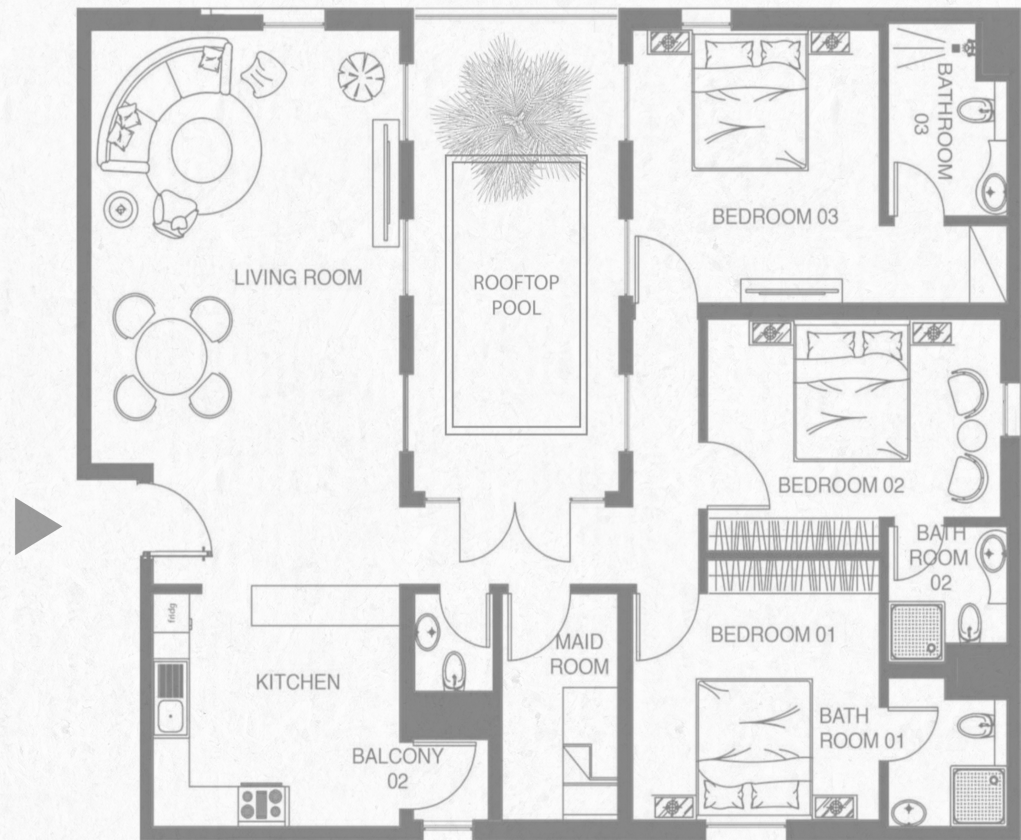 BATHROOM
03
BEDROOM 03
LIVING ROOM
ROOFTOP
POOL
BEDROOM 02
BATH
ROOM
02
fridg
MAID
ROOM
BEDROOM 01
KITCHEN
BATH
ROOM 01
BALCONY
02